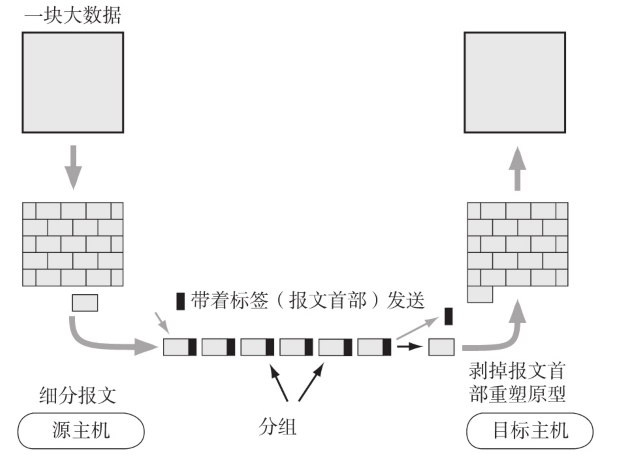 一块大数据
带着标签（报文首部）发送
细分报文
源主机
分组
剥掉报文首
部重塑原型
目标主机